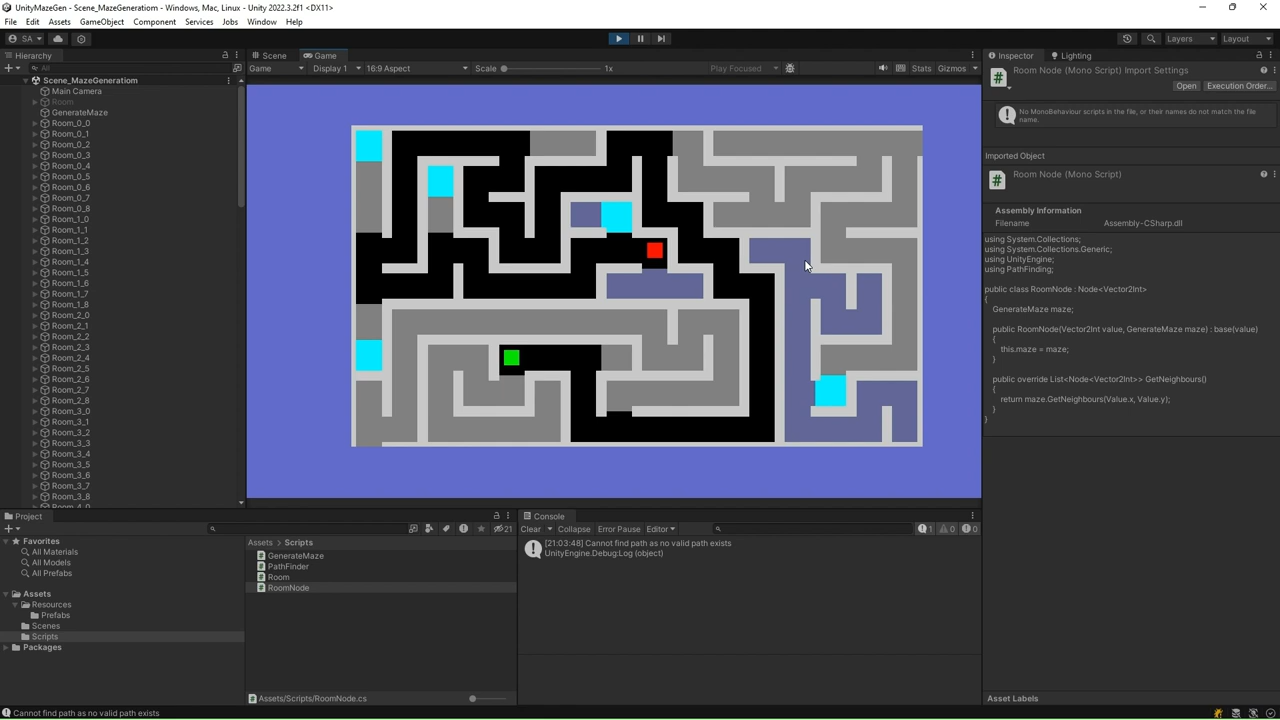 UnityMazeGen - Scene_MazeGeneratiom - Windows, Mac, Linux - Unity 2022.3.2f1 <DX11>
File Edit Assets GameObject Component Services Jobs Window Help
SA Layers Layout
Hierarchy
All
Scene_MazeGeneratiom
Main Camera
Room
GenerateMaze
Room_0_0
Room_0_1
Room_0_2
Room_0_3
Room_0_4
Room_0_5
Room_0_6
Room_0_7
Room_0_8
Room_1_0
Room_1_1
Room_1_2
Room_1_3
Room_1_4
Room_1_5
Room_1_6
Room_1_7
Room_1_8
Room_2_0
Room_2_1
Room_2_2
Room_2_3
Room_2_4
Room_2_5
Room_2_6
Room_2_7
Room_2_8
Room_3_0
Room_3_1
Room_3_2
Room_3_3
Room_3_4
Room_3_5
Room_3_6
Room_3_7
Room_3_8
Room_4_0
Scene Game
Game Display 1 16:9 Aspect Scale 1x Play Focused Stats Gizmos
Inspector Lighting
Room Node (Mono Script) Import Settings
Open Execution Order...
No MonoBehaviour scripts in the file, or their names do not match the file
name.
Imported Object
Room Node (Mono Script)
Assembly Information
Filename Assembly-CSharp.dll
using System.Collections;
using System.Collections.Generic;
using UnityEngine;
using PathFinding;
public class RoomNode : Node<Vector2Int>
{
GenerateMaze maze;
public RoomNode(Vector2Int value, GenerateMaze maze) : base(value)
{
this.maze = maze;
}
public override List<Node<Vector2Int>> GetNeighbours()
{
return maze.GetNeighbours(Value.x, Value.y);
}
}
Asset Labels
Project
21
Favorites
All Materials
All Models
All Prefabs
Assets
Resources
Prefabs
Scenes
Scripts
Packages
Assets > Scripts
GenerateMaze
PathFinder
Room
RoomNode
Assets/Scripts/RoomNode.cs
Console
Clear Collapse Error Pause Editor 1 0 0
[21:03:48] Cannot find path as no valid path exists
UnityEngine.Debug:Log (object)
Cannot find path as no valid path exists